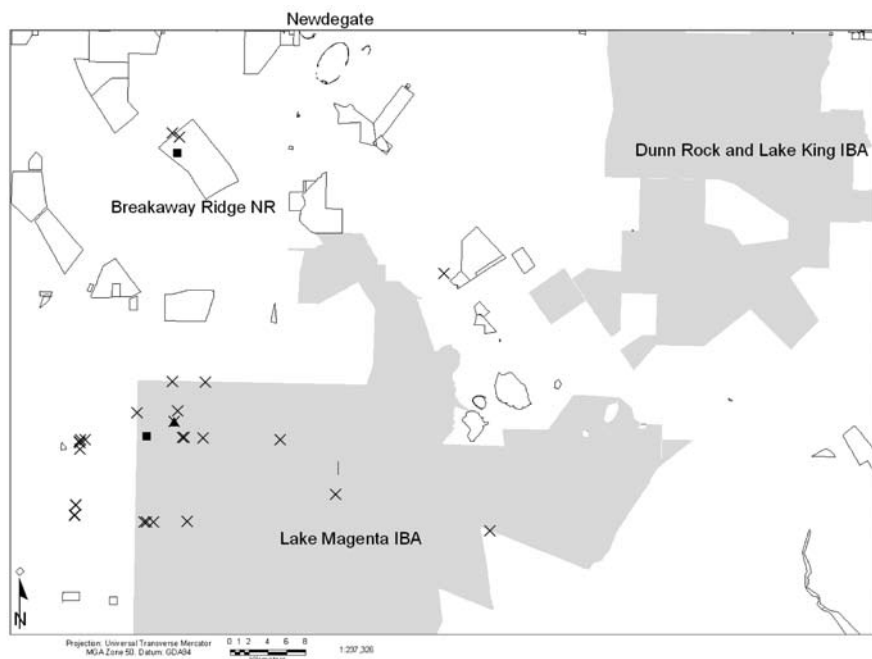 Newdegate
Dunn Rock and Lake King IBA
Breakaway Ridge NR
Lake Magenta IBA
N
Projection: Universal Transverse Mercator
MGA Zone 50. Datum: GDA94
0 1 2 4 6 8
1:297,326